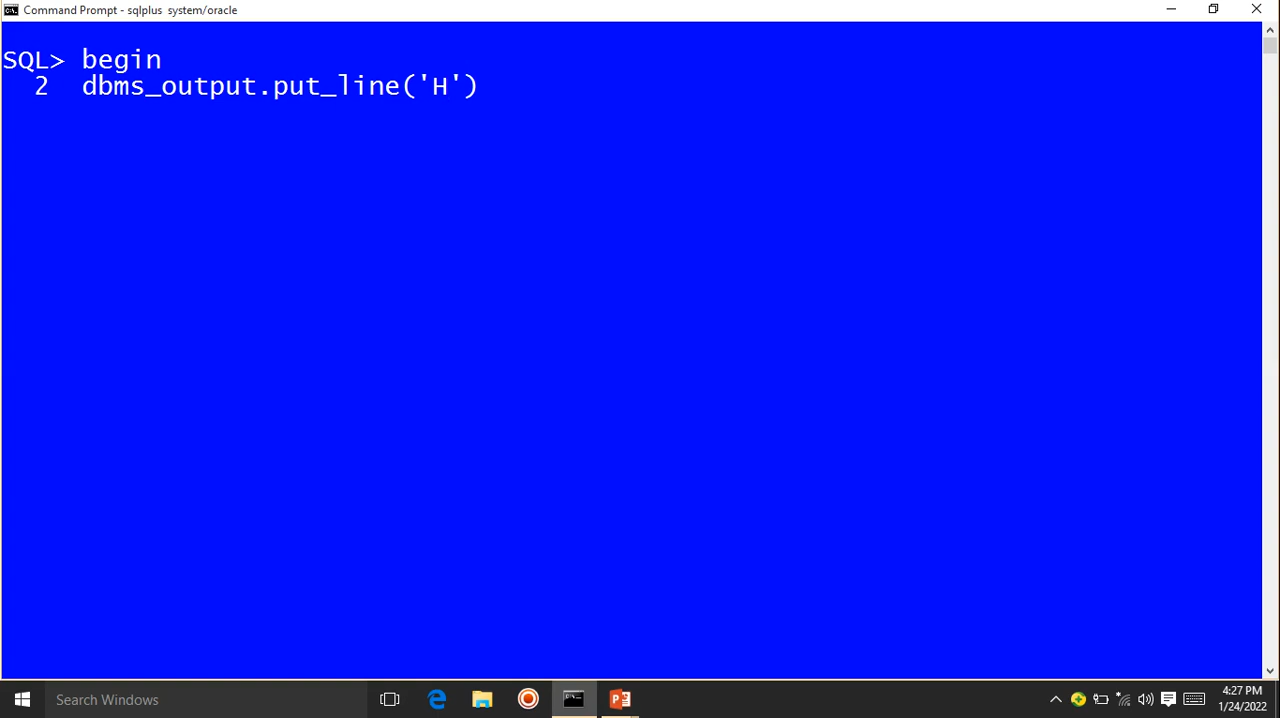 Command Prompt - sqlplus system/oracle
SQL> begin
2 dbms_output.put_line('H')
Search Windows
4:27 PM
1/24/2022